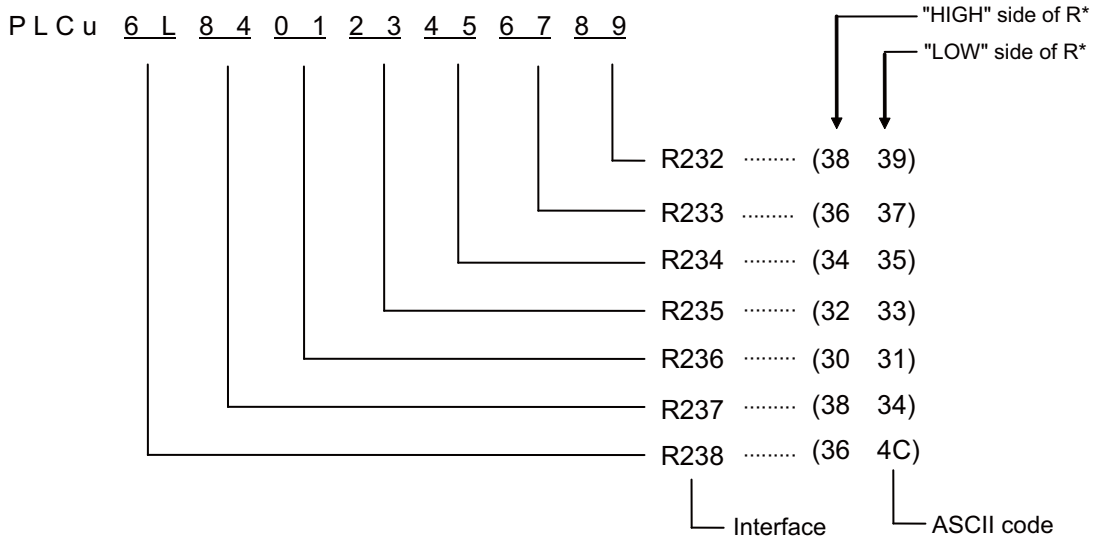 "HIGH" side of R*
P L C u 6 L 8 4 0 1 2 3 4 5 6 7 8 9
"LOW" side of R*
R232 ········· (38 39)
R233 ········· (36 37)
R234 ········· (34 35)
R235 ········· (32 33)
R236 ········· (30 31)
R237 ········· (38 34)
R238 ········· (36 4C)
Interface ASCII code